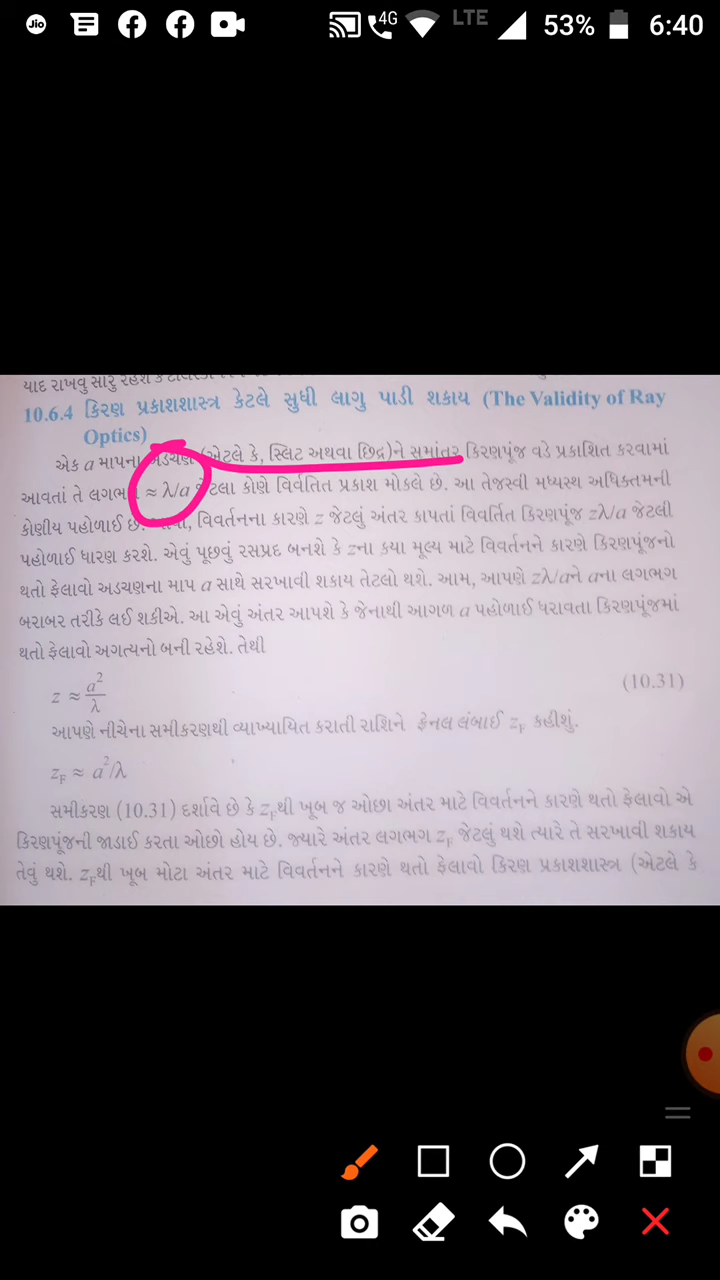 Jio 4G LTE 53% 6:40
યાદ રાખવુ સારુ રહેશે કે
10.6.4 કિરણ પ્રકાશશાસ્ત્ર કેટલે સુધી લાગુ પાડી શકાય (The Validity of Ray
Optics)
એક a માપના અડચણ (એટલે કે, સ્લિટ અથવા છિદ્ર)ને સમાંતર કિરણપૂંજ વડે પ્રકાશિત કરવામાં
આવતાં તે લગભગ ≈ λ/a જેટલા કોણે વિવર્તિત પ્રકાશ મોકલે છે. આ તેજસ્વી મધ્યસ્થ અધિક્તમની
કોણીય પહોળાઈ છે. વિવર્તનના કારણે z જેટલું અંતર કાપતાં વિવર્તિત કિરણપૂંજ zλ/a જેટલી
પહોળાઈ ધારણ કરશે. એવું પૂછવું રસપ્રદ બનશે કે zના કયા મૂલ્ય માટે વિવર્તનને કારણે કિરણપૂંજનો
થતો ફેલાવો અડચણના માપ a સાથે સરખાવી શકાય તેટલો થશે. આમ, આપણે zλ/aને aના લગભગ
બરાબર તરીકે લઈ શકીએ. આ એવું અંતર આપશે કે જેનાથી આગળ a પહોળાઈ ધરાવતા કિરણપૂંજમાં
થતો ફેલાવો અગત્યનો બની રહેશે. તેથી
z ≈ a²/λ (10.31)
આપણે નીચેના સમીકરણથી વ્યાખ્યાયિત કરાતી રાશિને ફ્રેનલ લંબાઈ z_F કહીશું.
z_F ≈ a²/λ
સમીકરણ (10.31) દર્શાવે છે કે z_Fથી ખૂબ જ ઓછા અંતર માટે વિવર્તનને કારણે થતો ફેલાવો એ
કિરણપૂંજની જાડાઈ કરતા ઓછો હોય છે. જ્યારે અંતર લગભગ z_F જેટલું થશે ત્યારે તે સરખાવી શકાય
તેવું થશે. z_Fથી ખૂબ મોટા અંતર માટે વિવર્તનને કારણે થતો ફેલાવો કિરણ પ્રકાશશાસ્ત્ર (એટલે કે